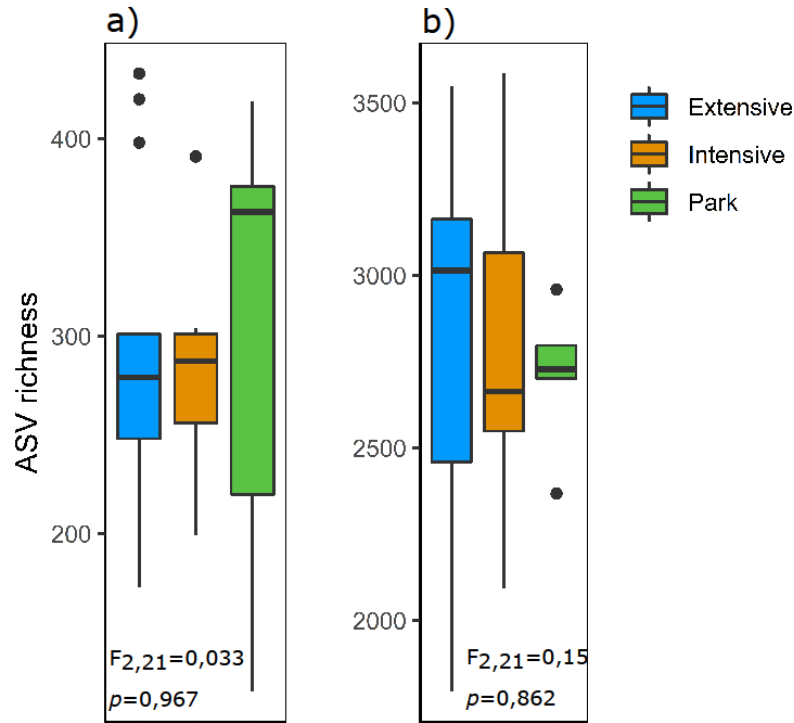 a)
ASV richness
400
300
200
F2,21=0,033
p=0,967
b)
3500
3000
2500
2000
F2,21=0,15
p=0,862
Extensive
Intensive
Park